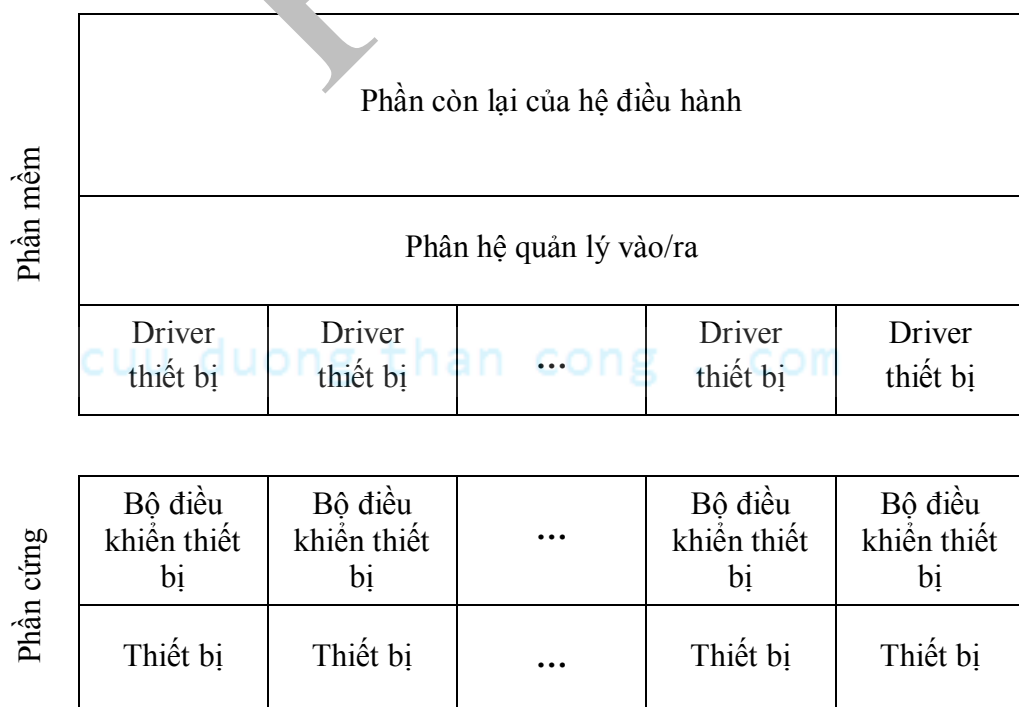 Phần còn lại của hệ điều hành
Phần mềm
Phân hệ quản lý vào/ra
Driver thiết bị
Driver thiết bị
...
Driver thiết bị
Driver thiết bị
cuu duong than cong . com
Phần cứng
Bộ điều khiển thiết bị
Bộ điều khiển thiết bị
...
Bộ điều khiển thiết bị
Bộ điều khiển thiết bị
Thiết bị
Thiết bị
...
Thiết bị
Thiết bị